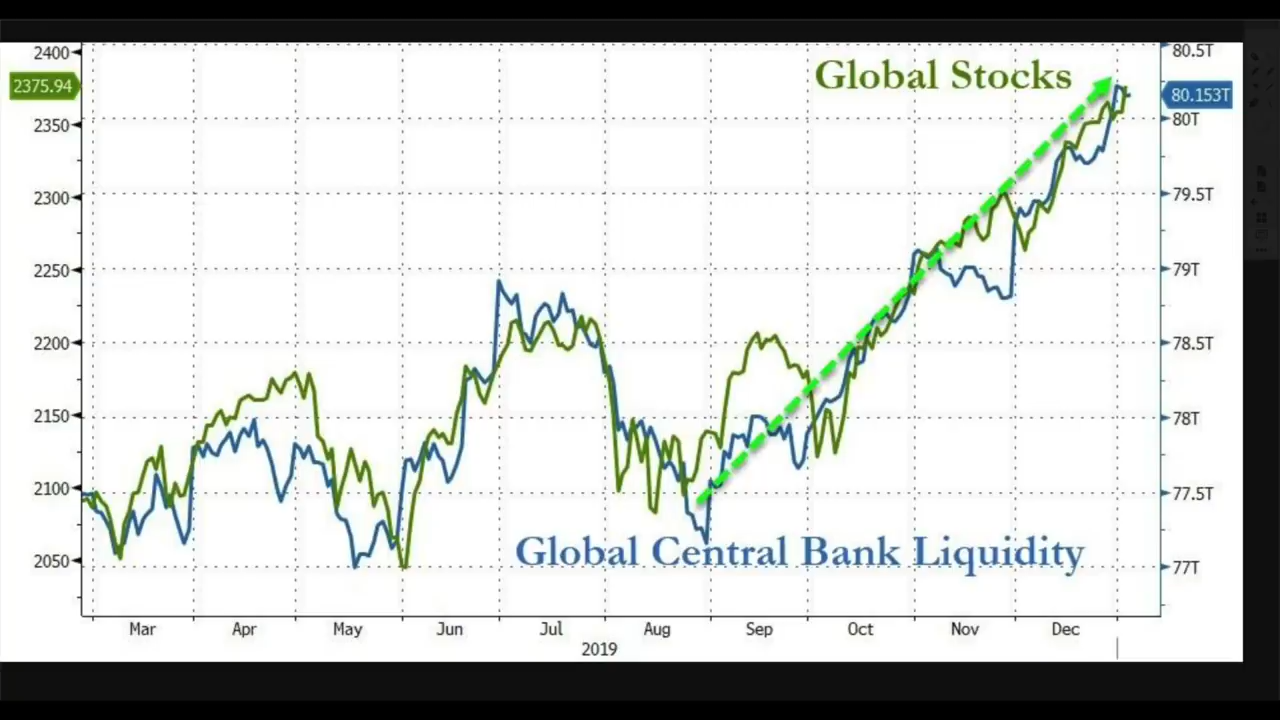 Global Stocks
2400
2375.94
2350
2300
2250
2200
2150
2100
2050
80.5T
80.153T
80T
79.5T
79T
78.5T
78T
77.5T
77T
Global Central Bank Liquidity
Mar Apr May Jun Jul Aug Sep Oct Nov Dec
2019